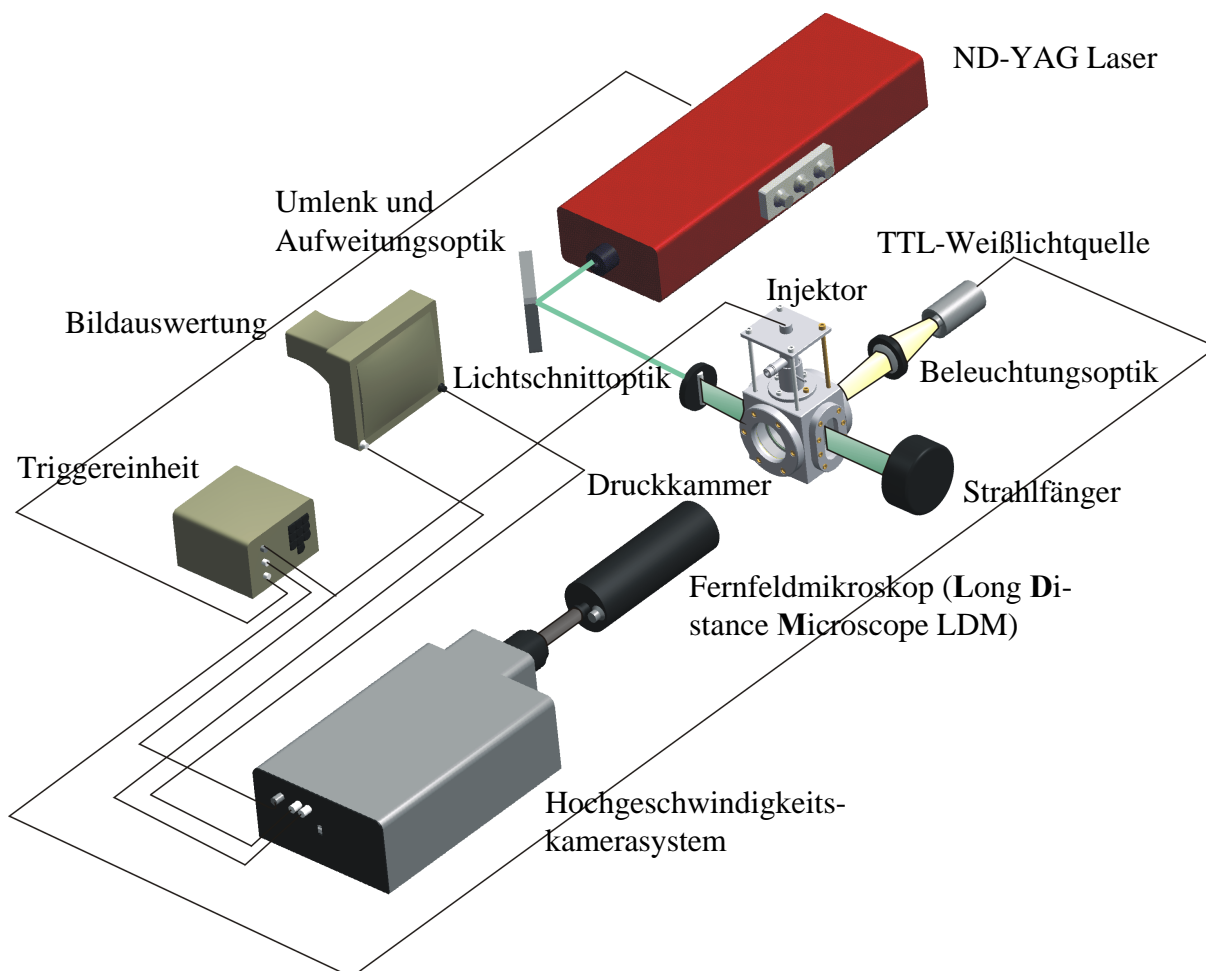 ND-YAG Laser
Umlenk und
Aufweitungsoptik
TTL-Weißlichtquelle
Injektor
Bildauswertung
Lichtschnittoptik
Beleuchtungsoptik
Triggereinheit
Druckkammer
Strahlfänger
Fernfeldmikroskop (Long Di-
stance Microscope LDM)
Hochgeschwindigkeits-
kamerasystem